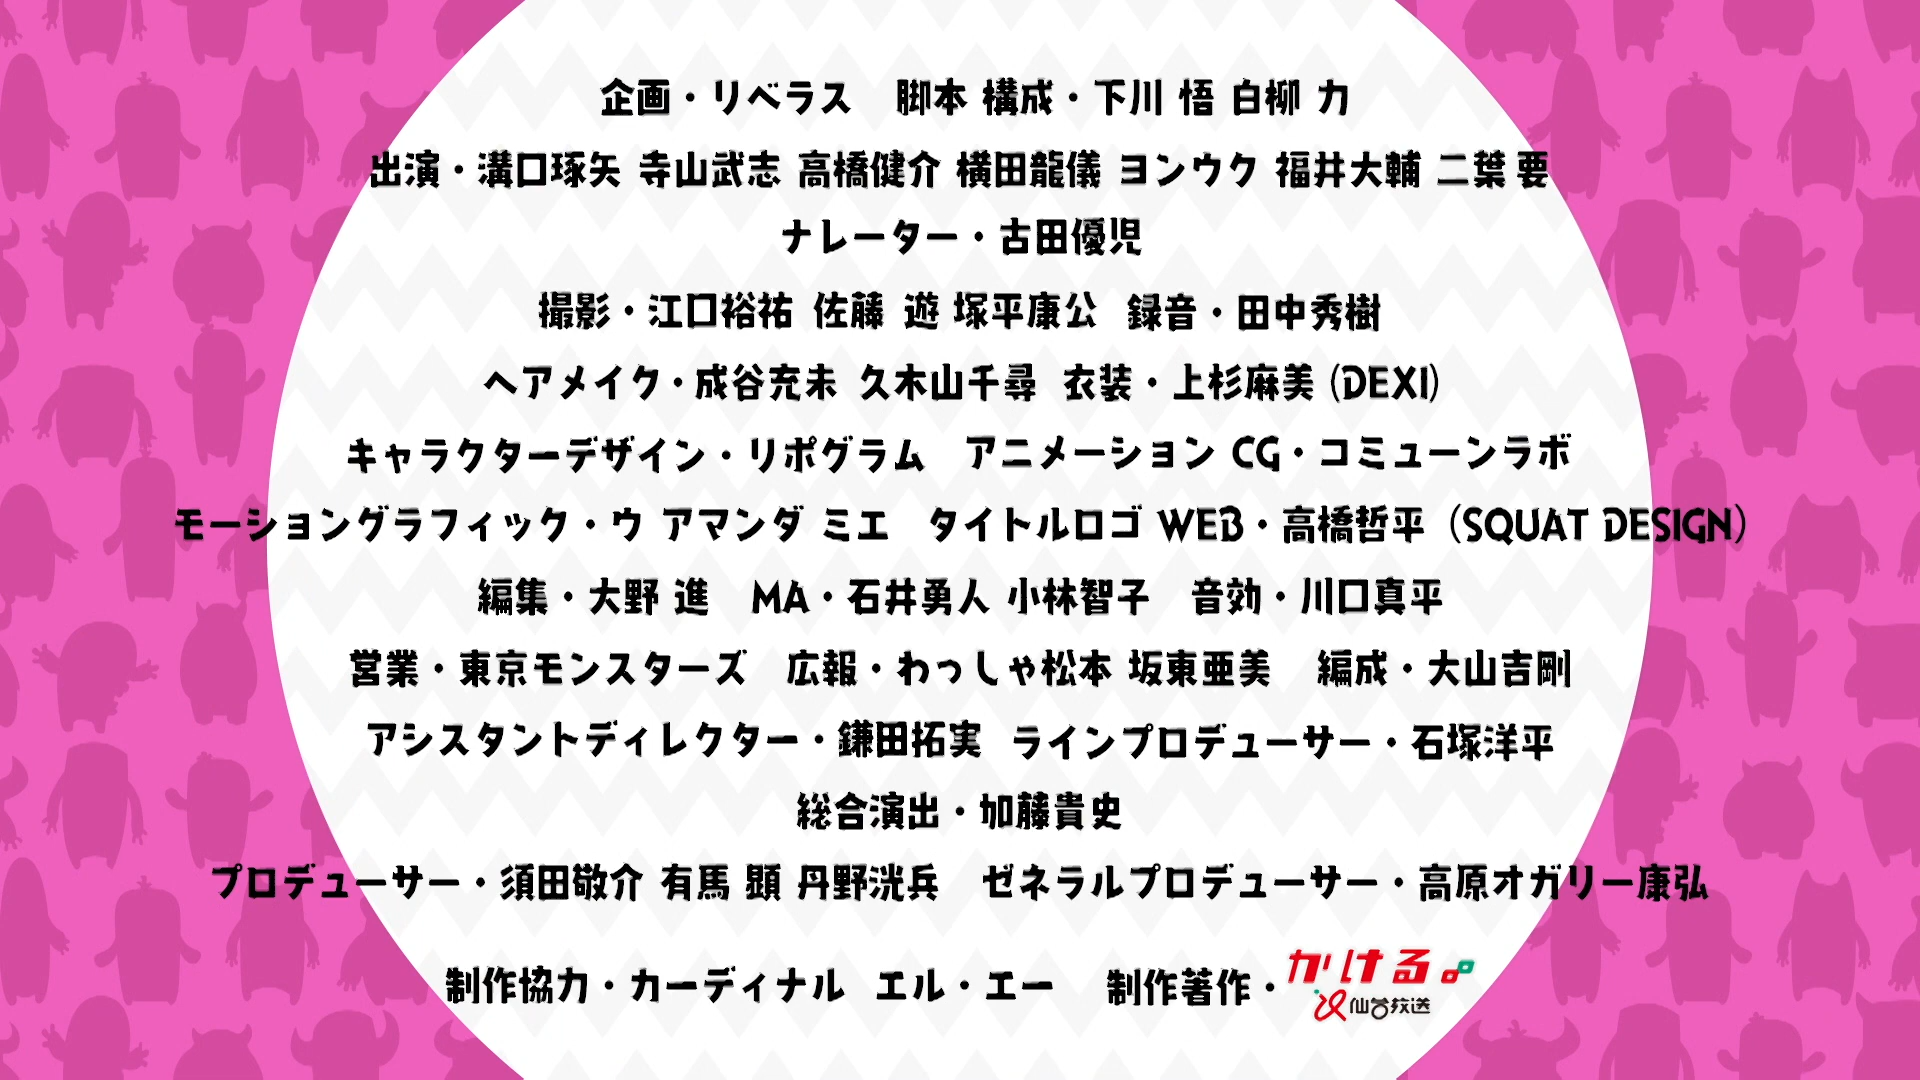 企画・リベラス　脚本 構成・下川 悟 白柳 力
出演・溝口琢矢 寺山武志 高橋健介 横田龍儀 ヨンウク 福井大輔 二葉 要
ナレーター・古田優児
撮影・江口裕祐 佐藤 遊 塚平康公 録音・田中秀樹
ヘアメイク・成谷充未 久木山千尋 衣装・上杉麻美 (DEXI)
キャラクターデザイン・リポグラム　アニメーション CG・コミューンラボ
モーショングラフィック・ウ アマンダ ミエ　タイトルロゴ WEB・高橋哲平（SQUAT DESIGN）
編集・大野 進　MA・石井勇人 小林智子　音効・川口真平
営業・東京モンスターズ　広報・わっしゃ松本 坂東亜美　編成・大山吉剛
アシスタントディレクター・鎌田拓実　ラインプロデューサー・石塚洋平
総合演出・加藤貴史
プロデューサー・須田敬介 有馬 顕 丹野洸兵　ゼネラルプロデューサー・高原オガリー康弘
制作協力・カーディナル エル・エー　制作著作・かける。
仙台放送